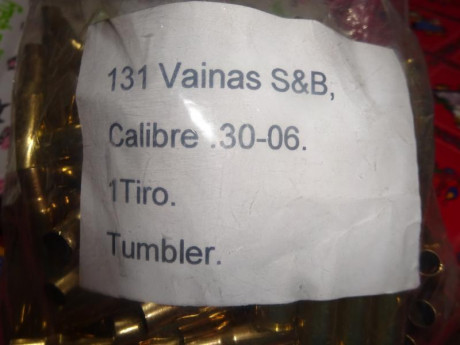 131 Vainas S&B,
Calibre .30-06.
1Tiro.
Tumbler.